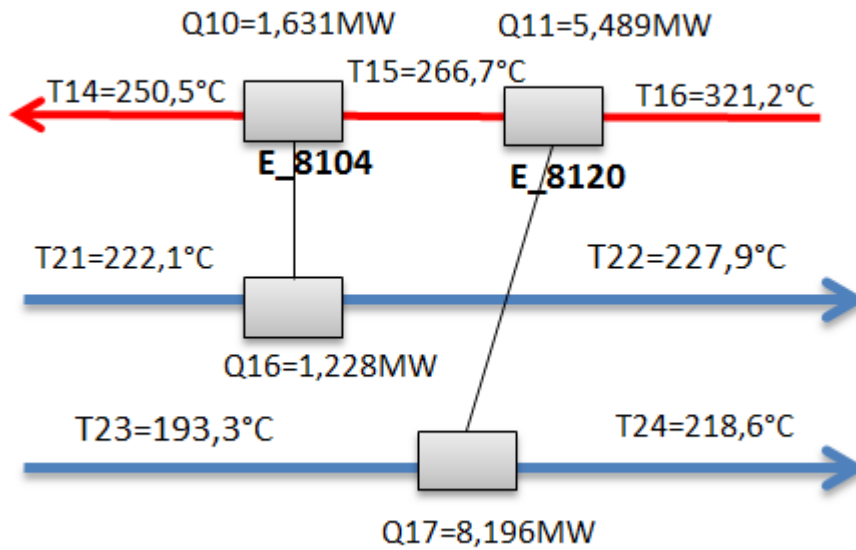 Q10=1,631MW
Q11=5,489MW
T14=250,5°C
T15=266,7°C
T16=321,2°C
E_8104
E_8120
T21=222,1°C
T22=227,9°C
Q16=1,228MW
T23=193,3°C
T24=218,6°C
Q17=8,196MW